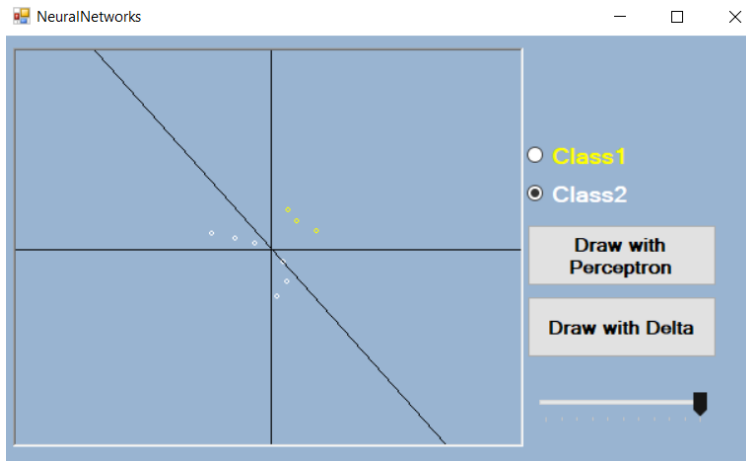 NeuralNetworks
Class1
Class2
Draw with
Perceptron
Draw with Delta